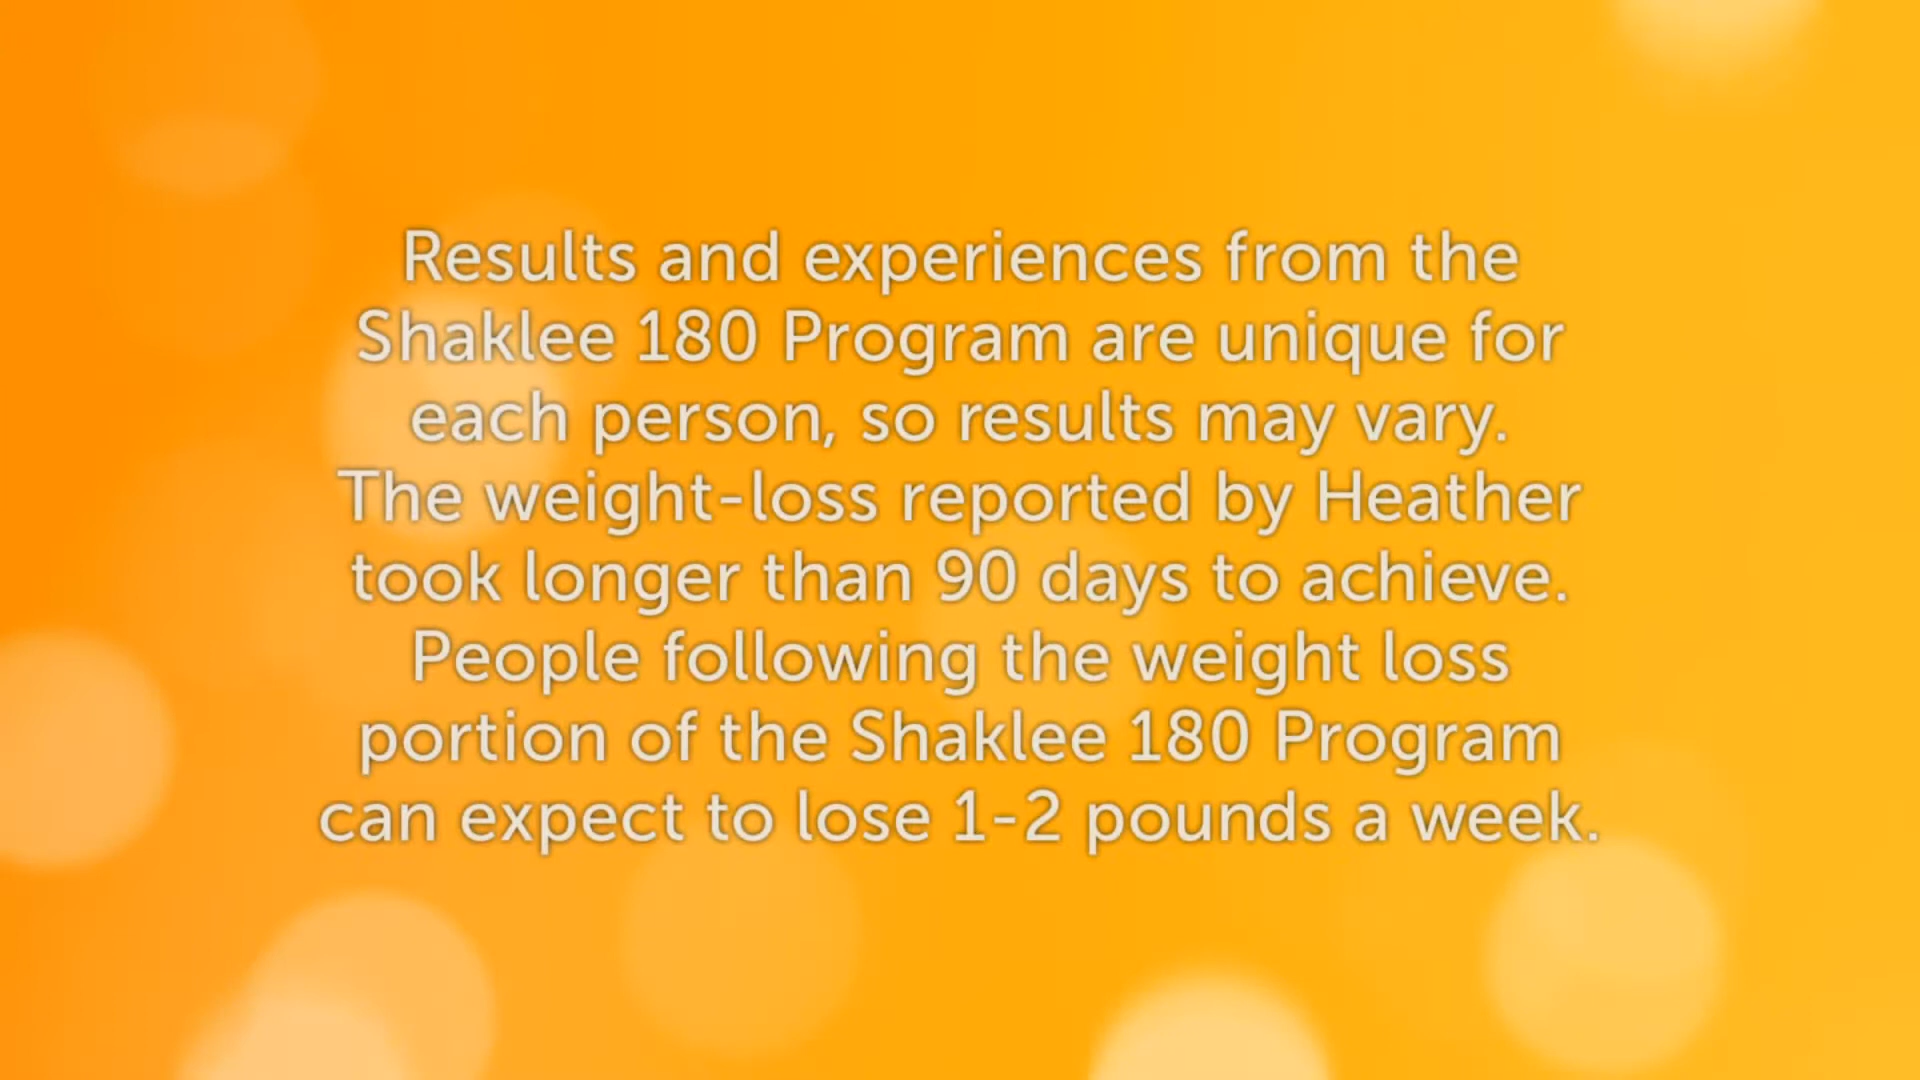 Results and experiences from the
Shaklee 180 Program are unique for
each person, so results may vary.
The weight-loss reported by Heather
took longer than 90 days to achieve.
People following the weight loss
portion of the Shaklee 180 Program
can expect to lose 1-2 pounds a week.